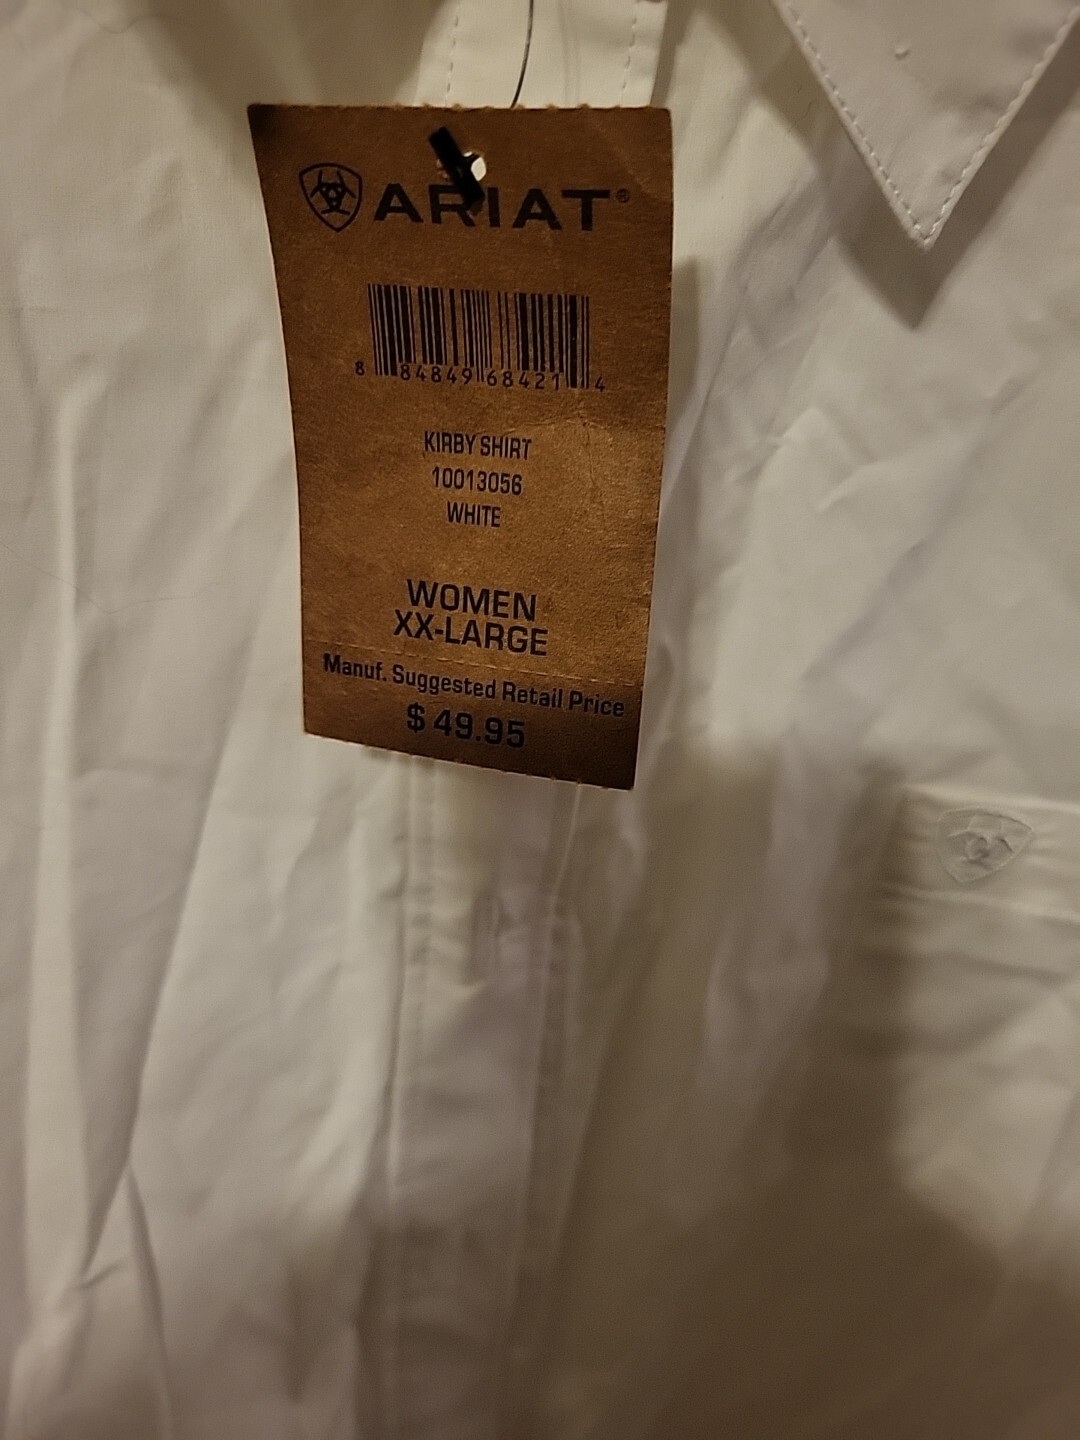 ARIAT®
8 84849 68421 4
KIRBY SHIRT
10013056
WHITE
WOMEN
XX-LARGE
Manuf. Suggested Retail Price
$ 49.95